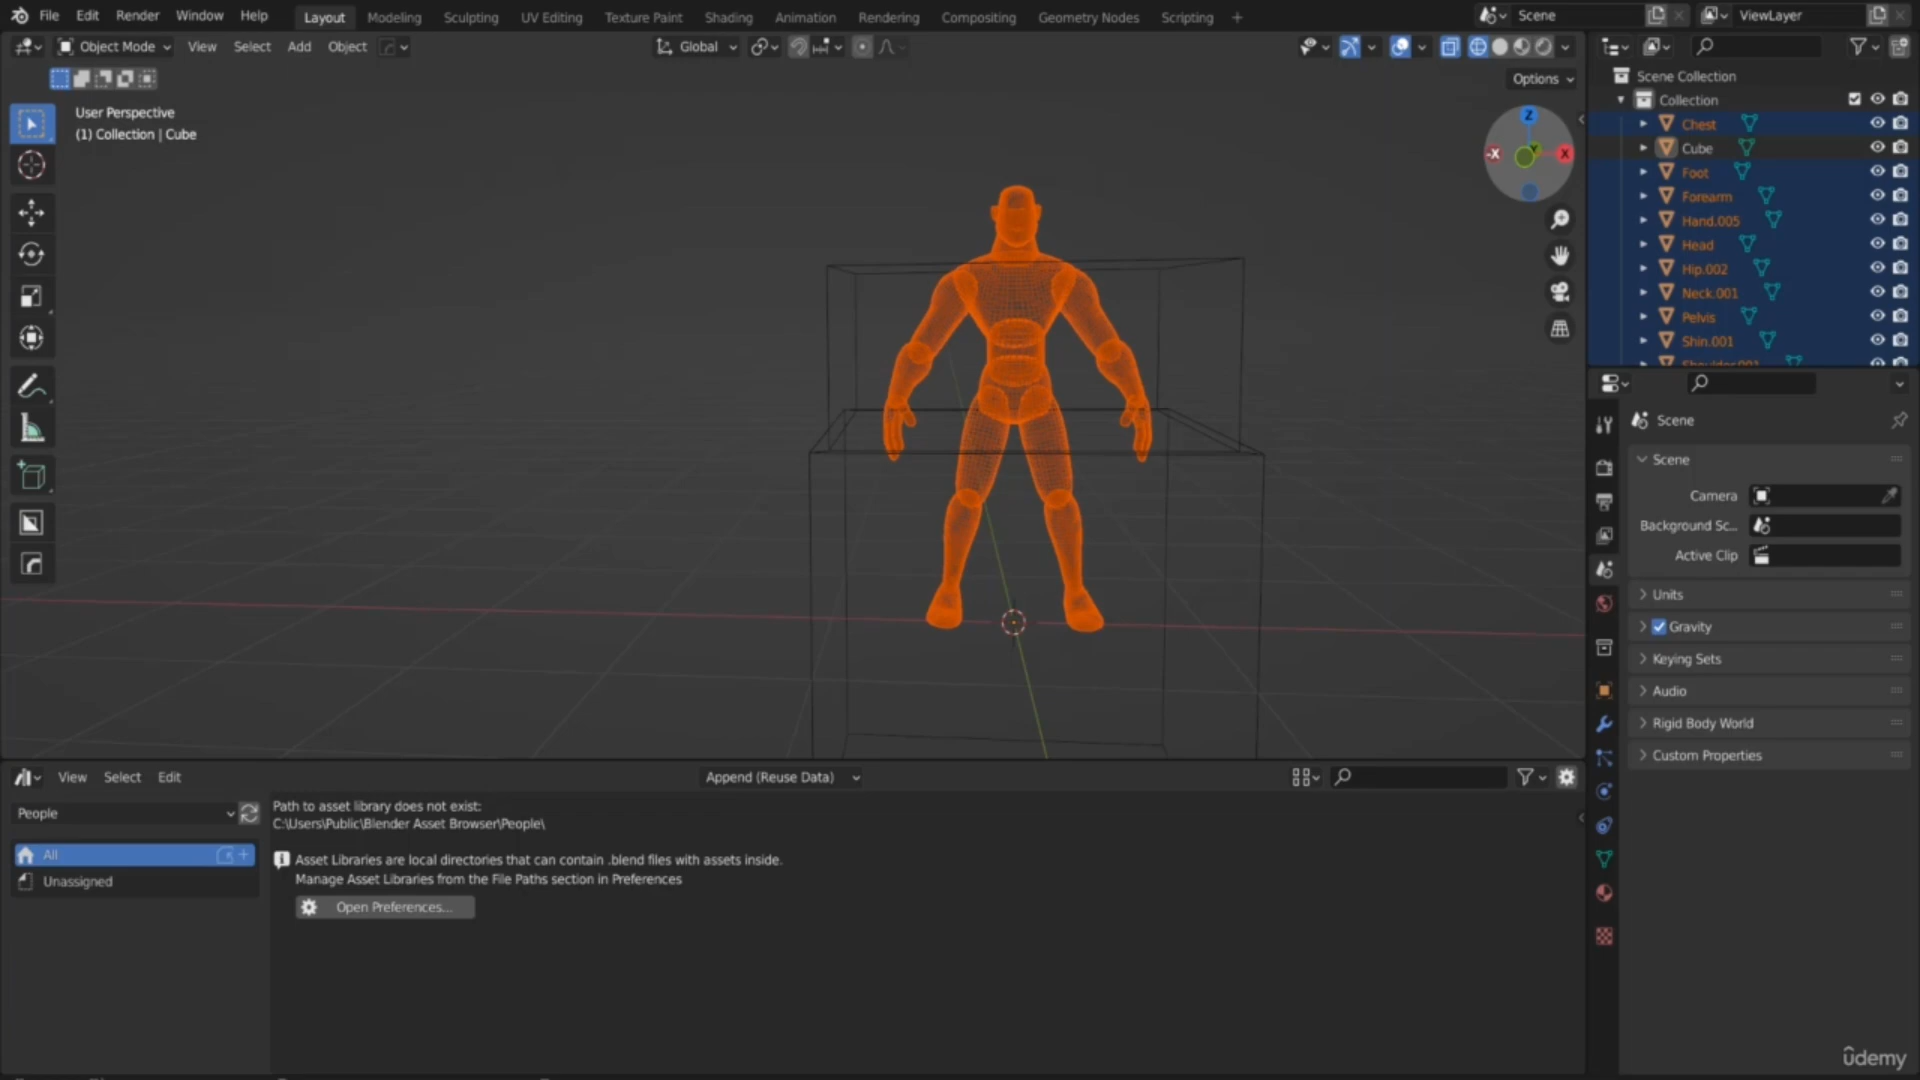 File Edit Render Window Help Layout Modeling Sculpting UV Editing Texture Paint Shading Animation Rendering Compositing Geometry Nodes Scripting + Scene ViewLayer
Object Mode View Select Add Object Global
Options
User Perspective
(1) Collection | Cube
Z
-X Y X
Scene Collection
Collection
Chest
Cube
Foot
Forearm
Hand.005
Head
Hip.002
Neck.001
Pelvis
Shin.001
Shoulder.001
Scene
Scene
Camera
Background Sc...
Active Clip
Units
Gravity
Keying Sets
Audio
Rigid Body World
Custom Properties
View Select Edit Append (Reuse Data)
People
All
Unassigned
Path to asset library does not exist:
C:\Users\Public\Blender Asset Browser\People\
Asset Libraries are local directories that can contain .blend files with assets inside.
Manage Asset Libraries from the File Paths section in Preferences
Open Preferences...
udemy